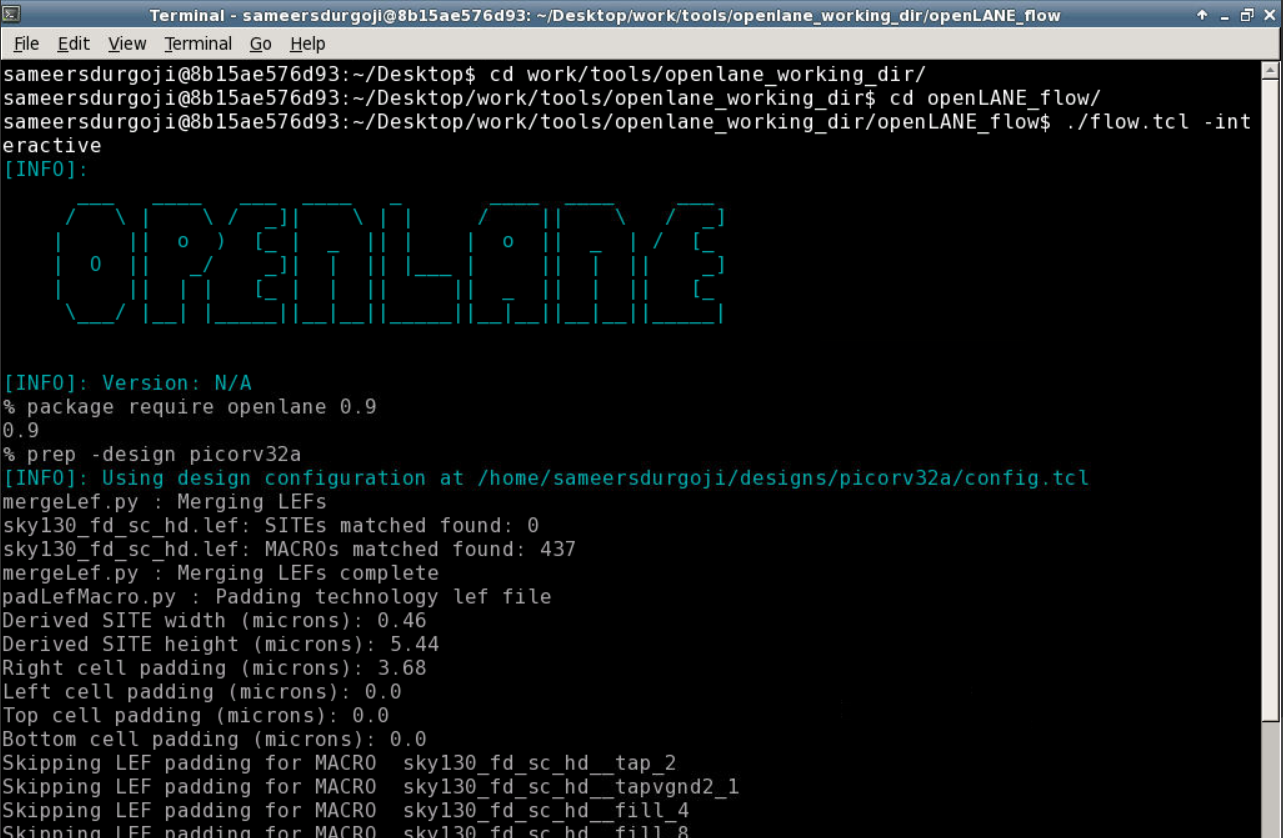 Terminal - sameersdurgoji@8b15ae576d93: ~/Desktop/work/tools/openlane_working_dir/openLANE_flow
File Edit View Terminal Go Help
sameersdurgoji@8b15ae576d93:~/Desktop$ cd work/tools/openlane_working_dir/
sameersdurgoji@8b15ae576d93:~/Desktop/work/tools/openlane_working_dir$ cd openLANE_flow/
sameersdurgoji@8b15ae576d93:~/Desktop/work/tools/openlane_working_dir/openLANE_flow$ ./flow.tcl -int
eractive
[INFO]:
OPENLANE
[INFO]: Version: N/A
% package require openlane 0.9
0.9
% prep -design picorv32a
[INFO]: Using design configuration at /home/sameersdurgoji/designs/picorv32a/config.tcl
mergeLef.py : Merging LEFs
sky130_fd_sc_hd.lef: SITEs matched found: 0
sky130_fd_sc_hd.lef: MACROs matched found: 437
mergeLef.py : Merging LEFs complete
padLefMacro.py : Padding technology lef file
Derived SITE width (microns): 0.46
Derived SITE height (microns): 5.44
Right cell padding (microns): 3.68
Left cell padding (microns): 0.0
Top cell padding (microns): 0.0
Bottom cell padding (microns): 0.0
Skipping LEF padding for MACRO  sky130_fd_sc_hd__tap_2
Skipping LEF padding for MACRO  sky130_fd_sc_hd__tapvgnd2_1
Skipping LEF padding for MACRO  sky130_fd_sc_hd__fill_4
Skipping LEF padding for MACRO  sky130_fd_sc_hd__fill_8